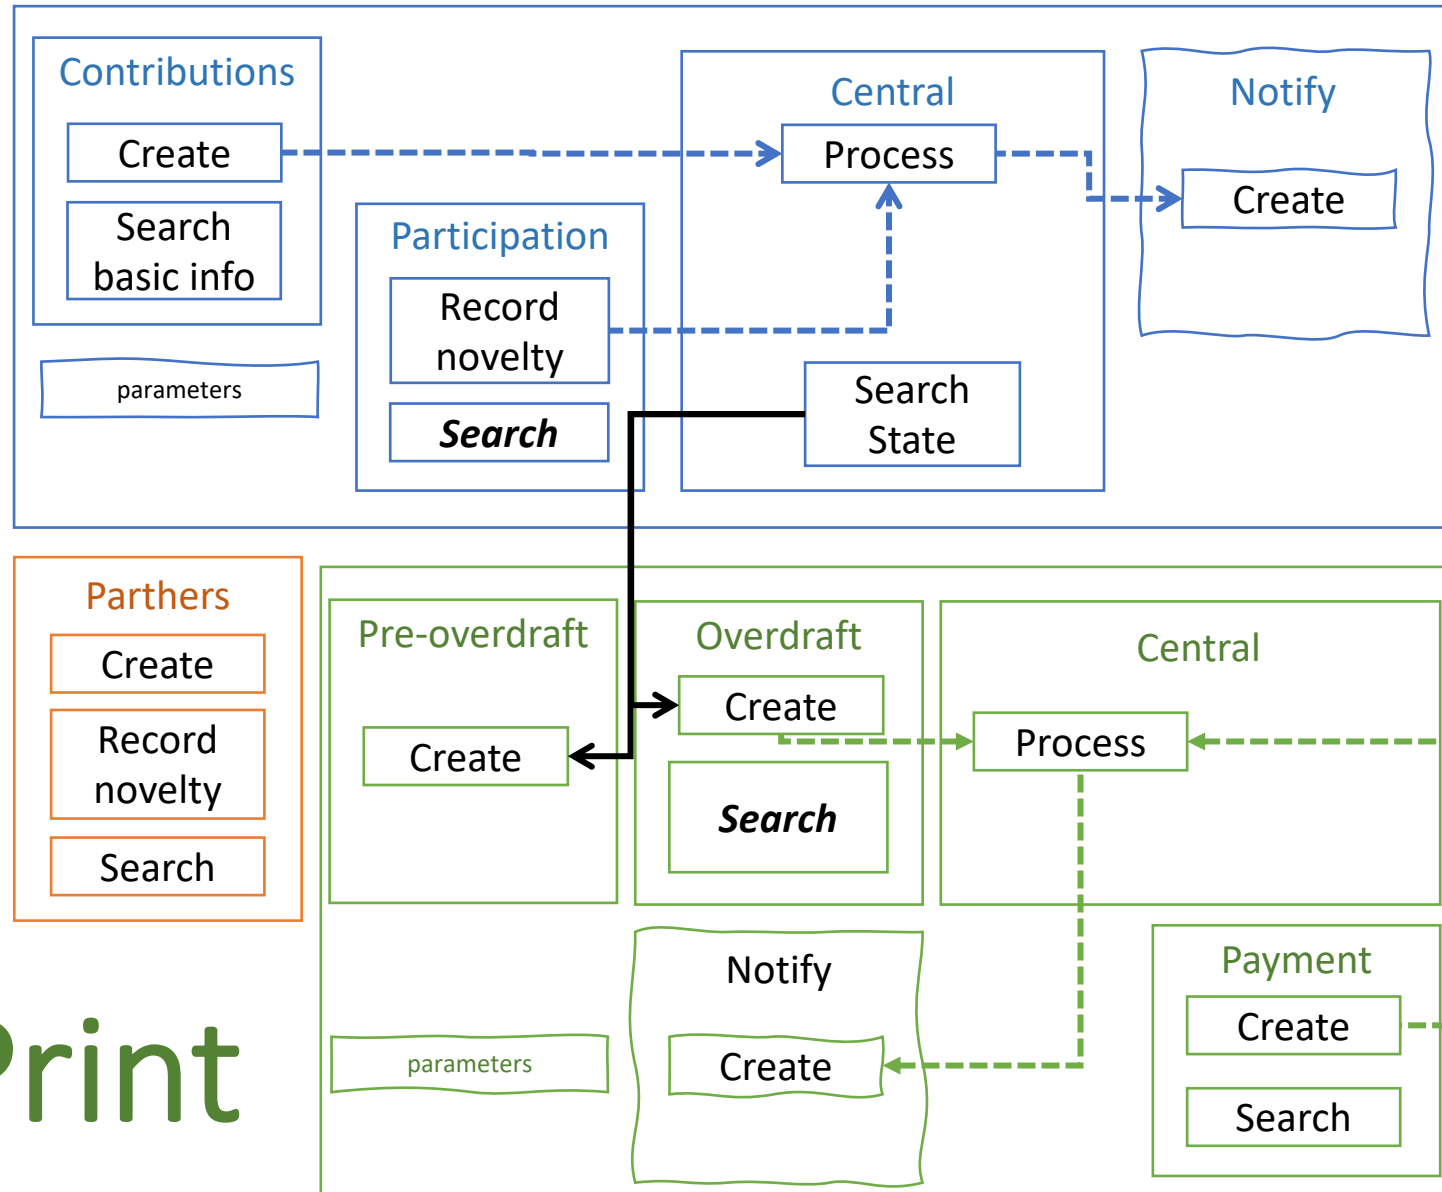 Contributions
Create
Search
basic info
parameters
Participation
Record
novelty
Search
Central
Process
Search
State
Notify
Create
Parthers
Create
Record
novelty
Search
Pre-overdraft
Create
Overdraft
Create
Search
Central
Process
parameters
Notify
Create
Payment
Create
Search
Print